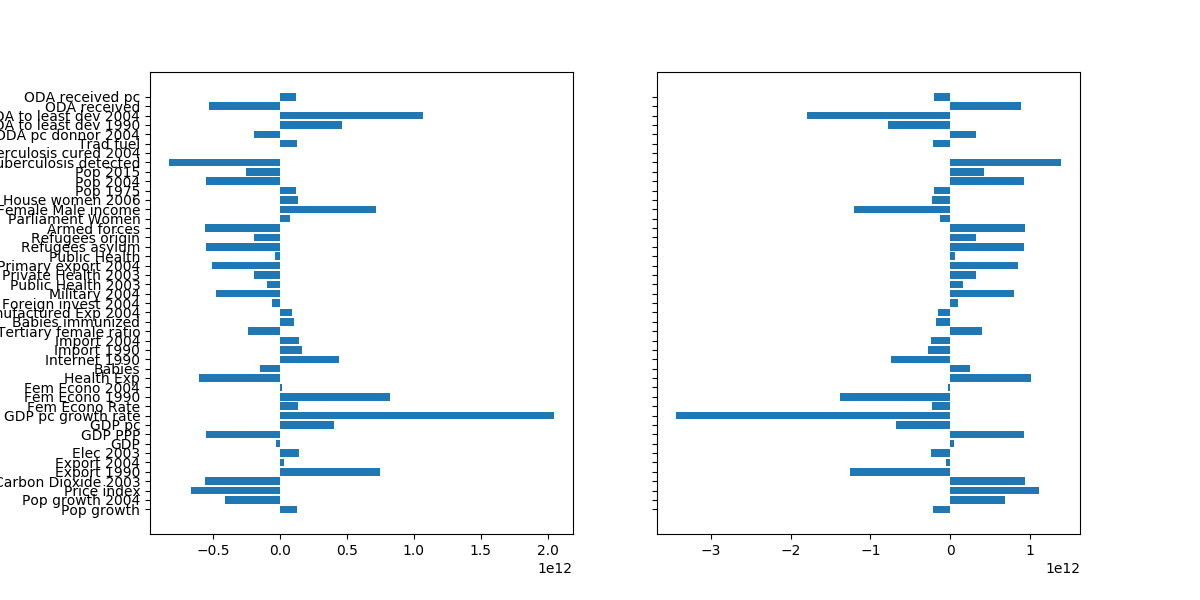 ODA received pc
ODA received
DA to least dev 2004
DA to least dev 1990
ODA pc donnor 2004
Trad fuel
erculosis cured 2004
uberculosis detected
Pop 2015
Pop 2004
Pop 1975
House women 2006
Female Male income
Parliament Women
Armed forces
Refugees origin
Refugees asylum
Public Health
Primary export 2004
Private Health 2003
Public Health 2003
Military 2004
Foreign invest 2004
nufactured Exp 2004
Babies immunized
Tertiary female ratio
Import 2004
Import 1990
Internet 1990
Babies
Health Exp
Fem Econo 2004
Fem Econo 1990
Fem Econo Rate
GDP pc growth rate
GDP pc
GDP PPP
GDP
Elec 2003
Export 2004
Export 1990
Carbon Dioxide 2003
Price index
Pop growth 2004
Pop growth
−0.5 0.0 0.5 1.0 1.5 2.0
1e12
−3 −2 −1 0 1
1e12